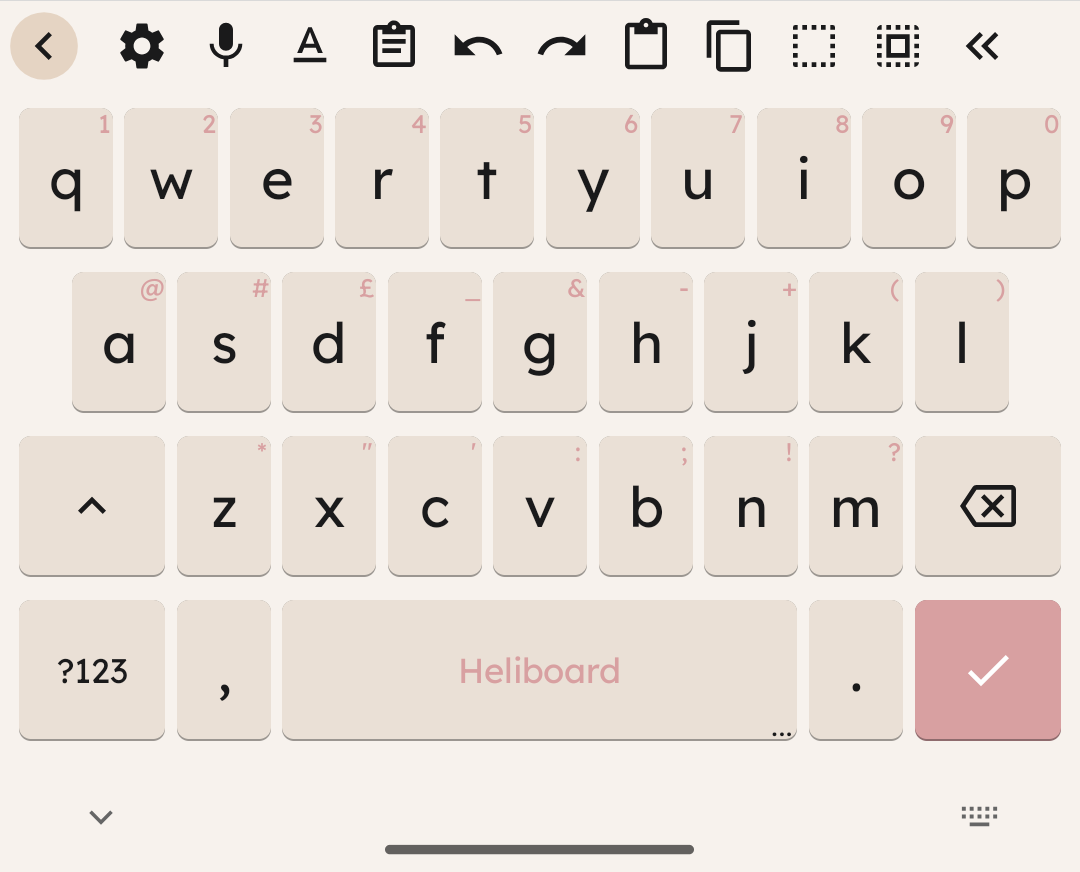 A
1 2 3 4 5 6 7 8 9 0
q w e r t y u i o p
@ # £ _ & - + ( )
a s d f g h j k l
* " ' : ; ! ?
z x c v b n m
?123 , Heliboard . 
...